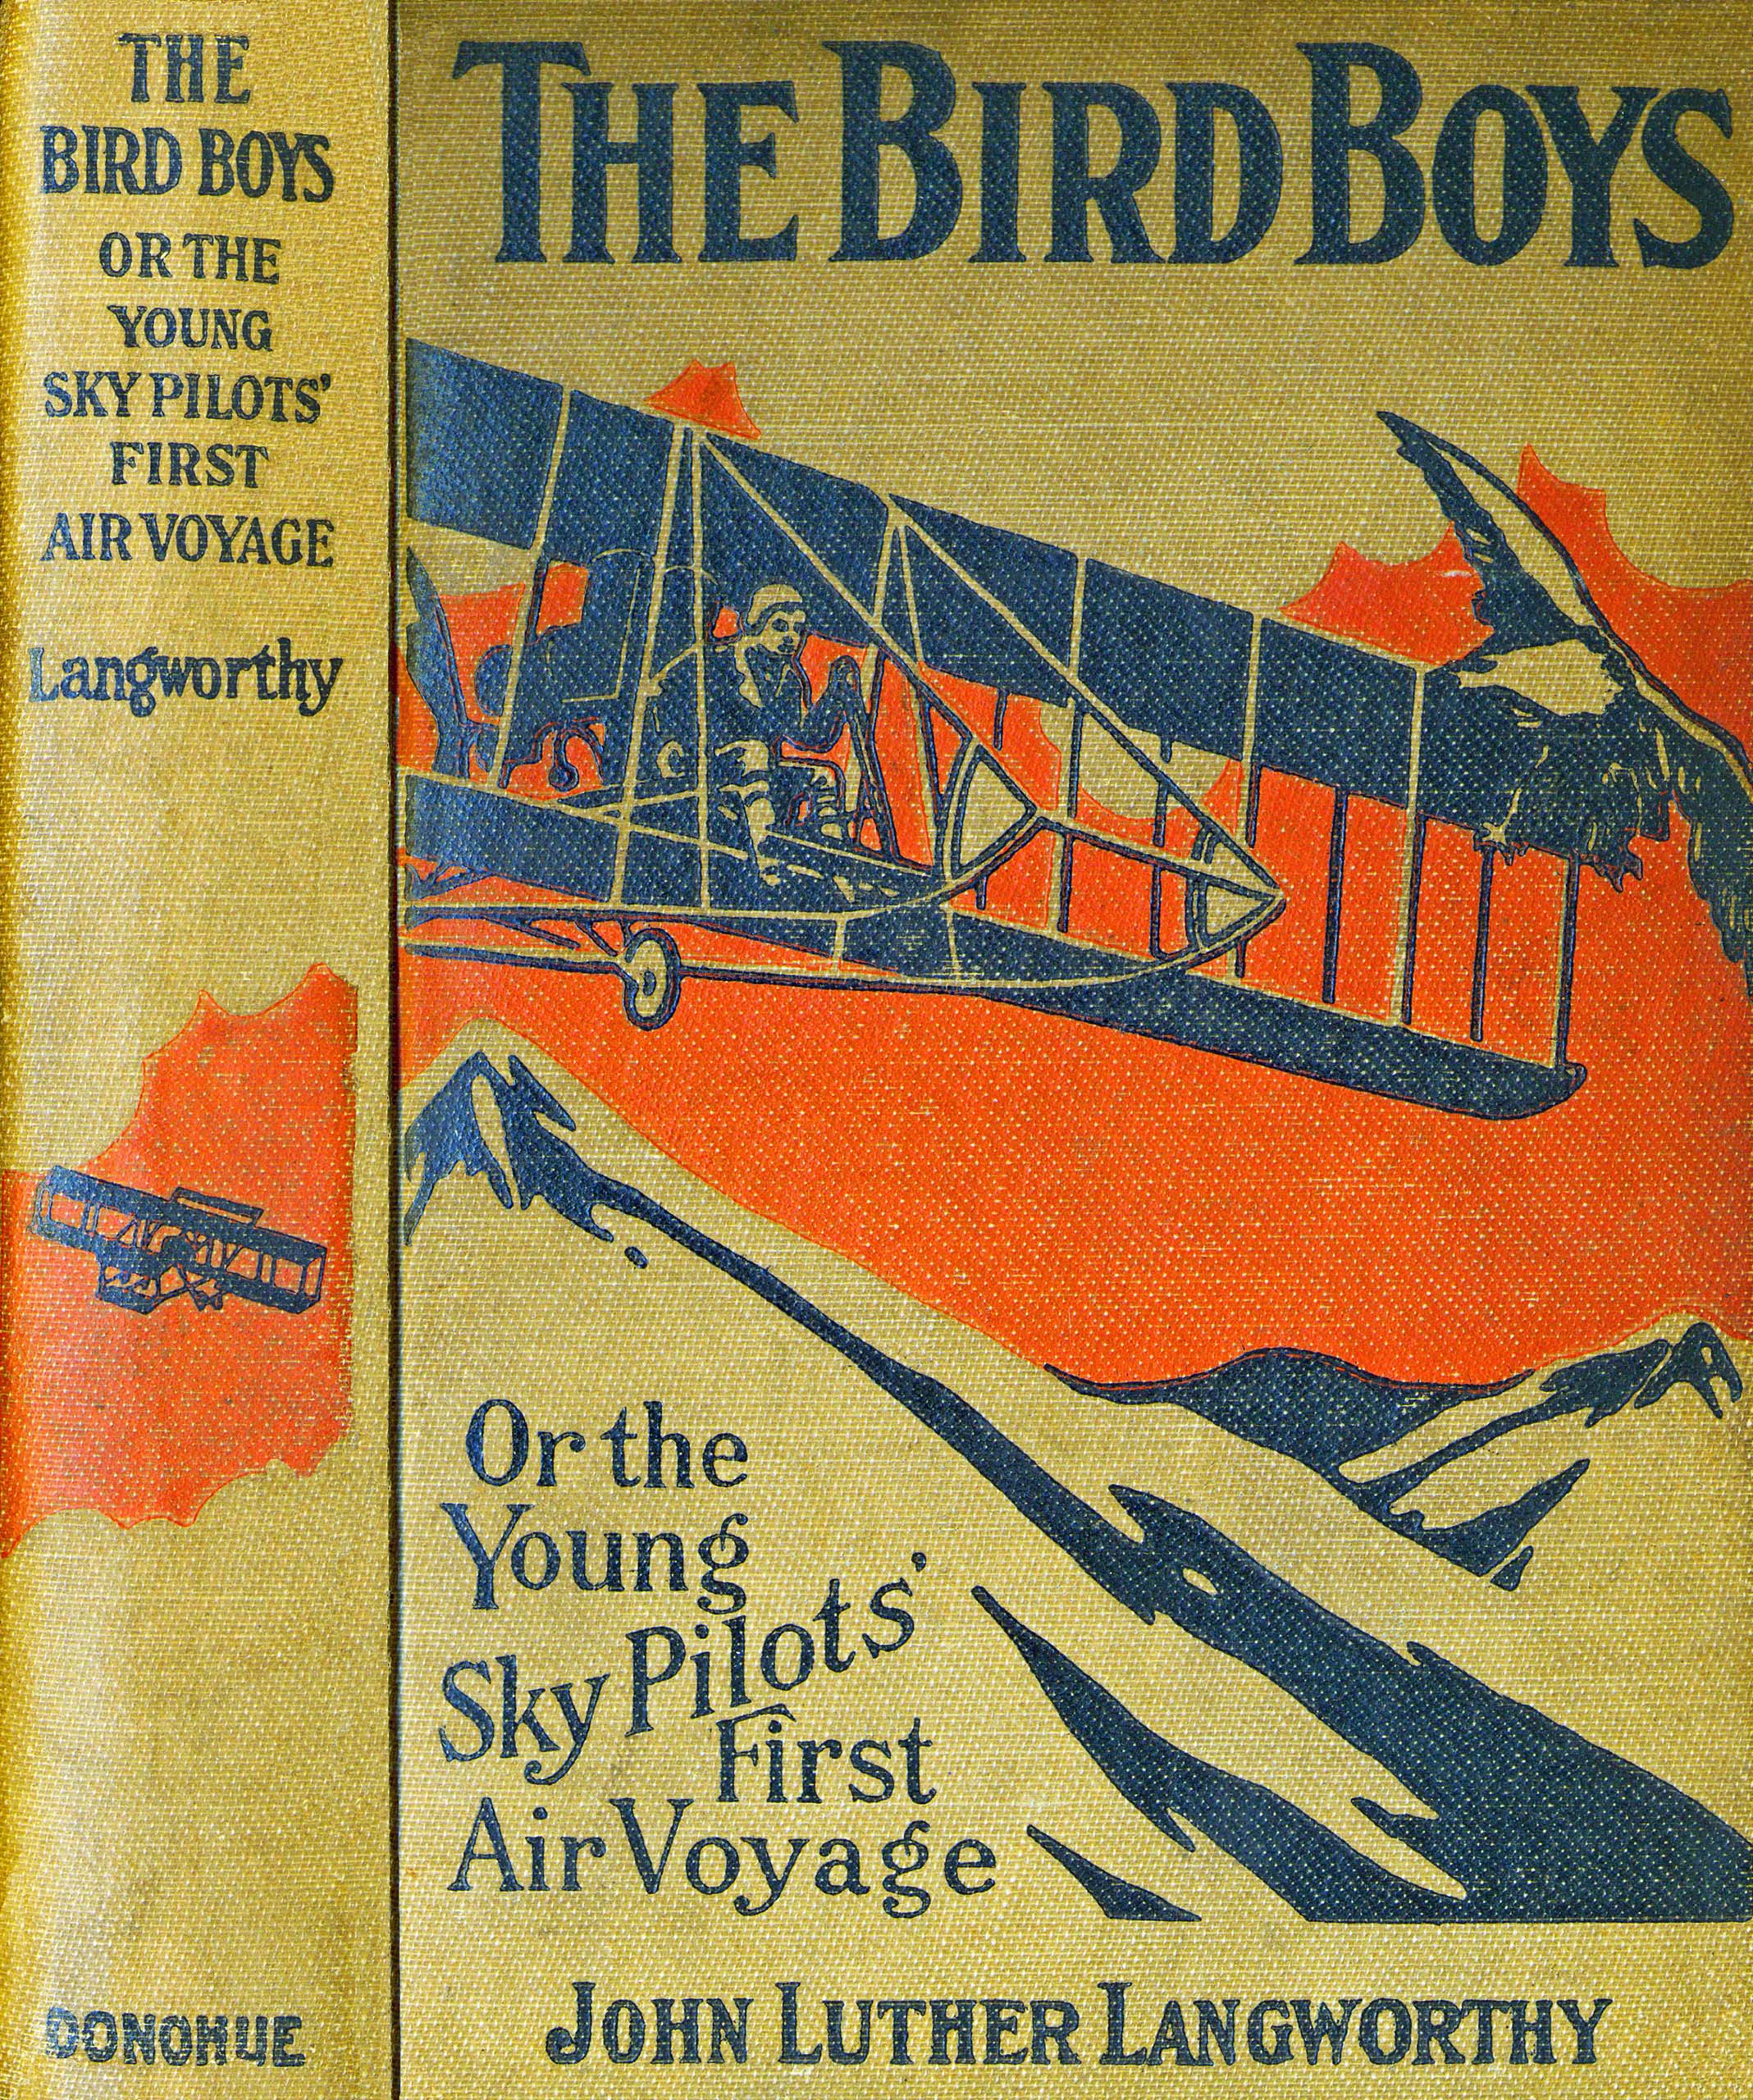 THE
BIRD BOYS
OR THE
YOUNG
SKY PILOTS'
FIRST
AIR VOYAGE
Langworthy
DONOHUE
THE BIRD BOYS
Or the
Young
Sky Pilots'
First
Air Voyage
JOHN LUTHER LANGWORTHY